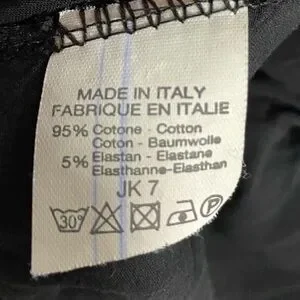 MADE IN ITALY
FABRIQUE EN ITALIE
95% Cotone - Cotton
Coton - Baumwolle
5% Elastan - Elastane
Elasthanne-Elasthan
JK 7
30° P